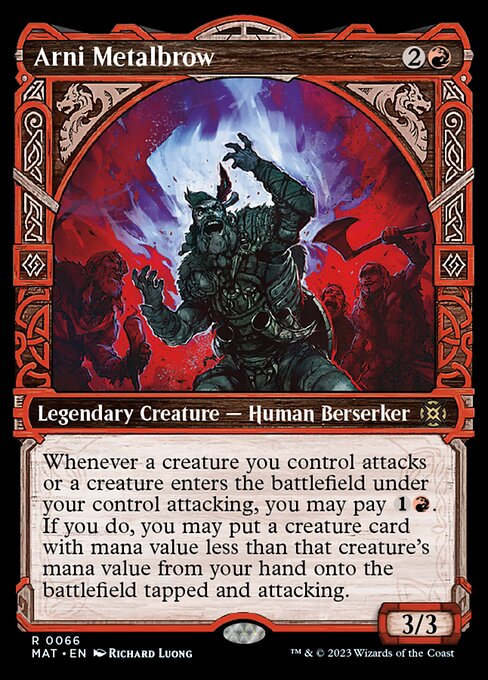 Arni Metalbrow 2
Legendary Creature — Human Berserker
Whenever a creature you control attacks
or a creature enters the battlefield under
your control attacking, you may pay 1 .
If you do, you may put a creature card
with mana value less than that creature's
mana value from your hand onto the
battlefield tapped and attacking.
3/3
R 0066
MAT • EN Richard Luong
™ & © 2023 Wizards of the Coast